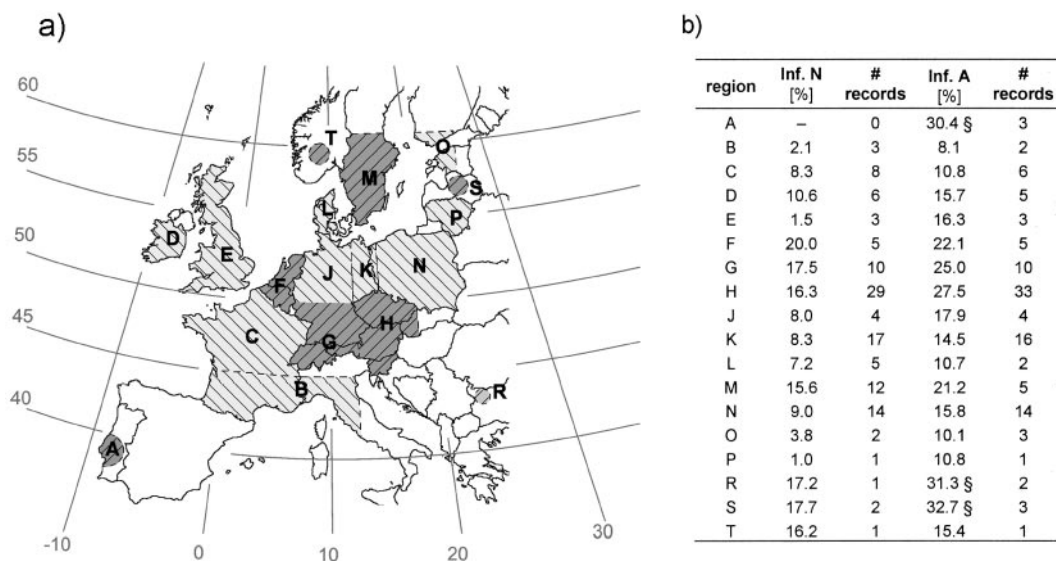 a)
60
55
50
45
40
-10
0
10
20
30
T
O
M
S
L
P
D
E
K
N
J
F
C
H
G
B
R
A
b)
region Inf. N [%] # records Inf. A [%] # records
A – 0 30.4 § 3
B 2.1 3 8.1 2
C 8.3 8 10.8 6
D 10.6 6 15.7 5
E 1.5 3 16.3 3
F 20.0 5 22.1 5
G 17.5 10 25.0 10
H 16.3 29 27.5 33
J 8.0 4 17.9 4
K 8.3 17 14.5 16
L 7.2 5 10.7 2
M 15.6 12 21.2 5
N 9.0 14 15.8 14
O 3.8 2 10.1 3
P 1.0 1 10.8 1
R 17.2 1 31.3 § 2
S 17.7 2 32.7 § 3
T 16.2 1 15.4 1